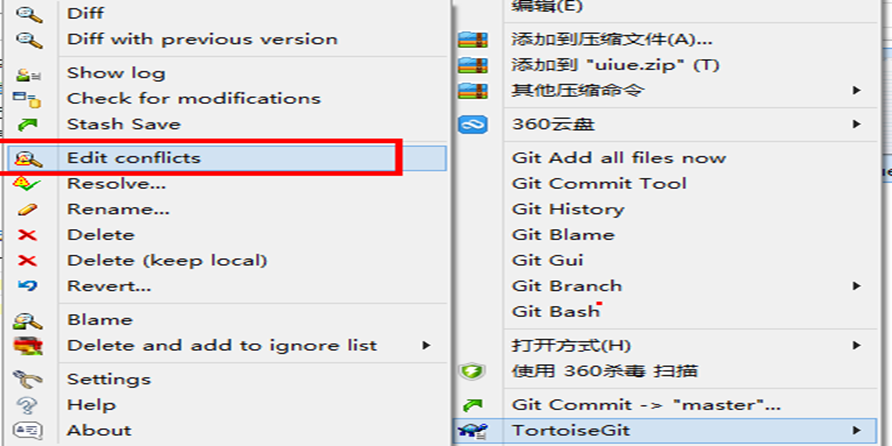 Diff
Diff with previous version
Show log
Check for modifications
Stash Save
Edit conflicts
Resolve...
Rename...
Delete
Delete (keep local)
Revert...
Blame
Delete and add to ignore list
Settings
Help
About
编辑(E)
添加到压缩文件(A)...
添加到 "uiue.zip" (T)
其他压缩命令
360云盘
Git Add all files now
Git Commit Tool
Git History
Git Blame
Git Gui
Git Branch
Git Bash
打开方式(H)
使用 360杀毒 扫描
Git Commit -> "master"...
TortoiseGit